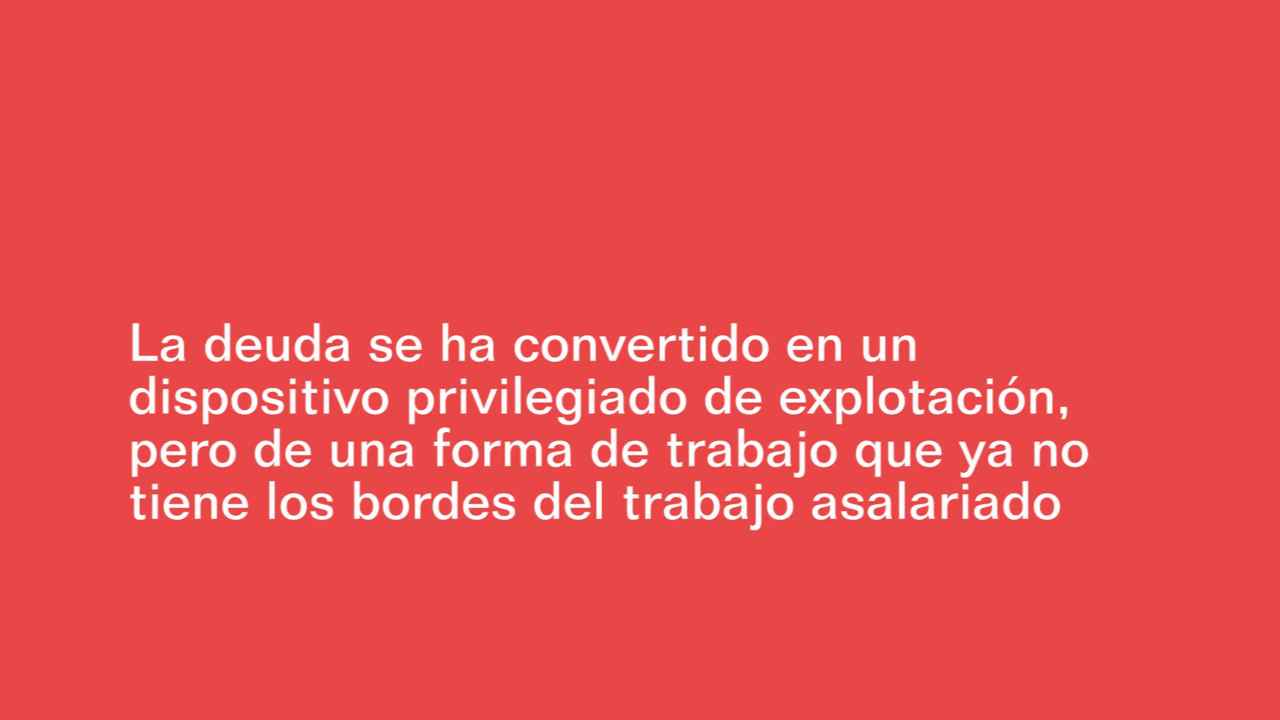 La deuda se ha convertido en un
dispositivo privilegiado de explotación,
pero de una forma de trabajo que ya no
tiene los bordes del trabajo asalariado